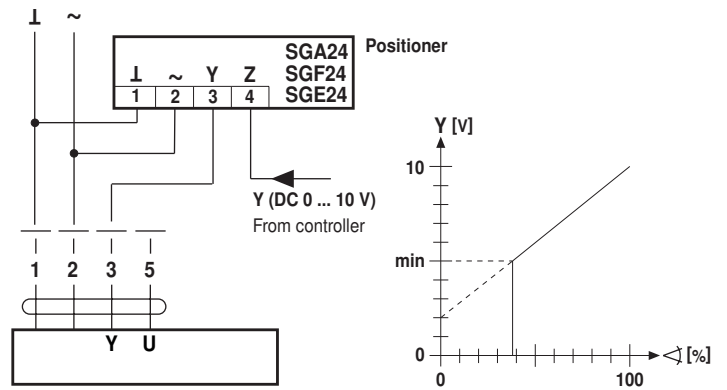 ⊥ ~
SGA24 Positioner
⊥ ~ Y Z SGF24
1 2 3 4 SGE24
Y (DC 0 ... 10 V)
From controller
1 2 3 5
Y U
Y [V]
10
min
0
0 100 [%]